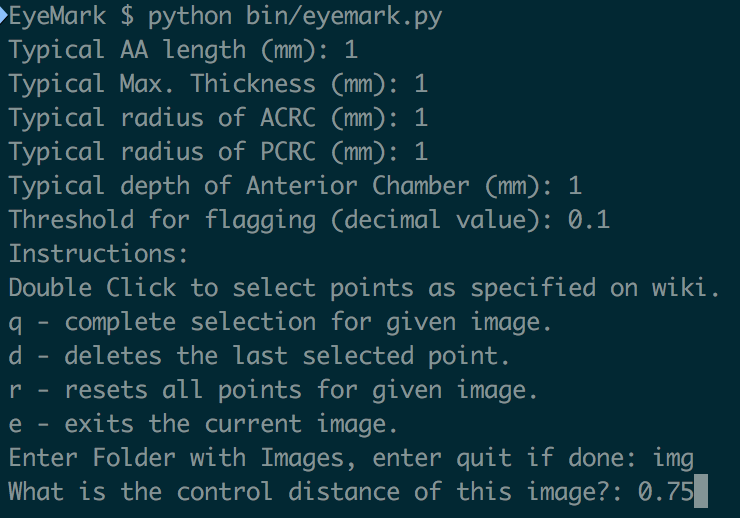 EyeMark $ python bin/eyemark.py
Typical AA length (mm): 1
Typical Max. Thickness (mm): 1
Typical radius of ACRC (mm): 1
Typical radius of PCRC (mm): 1
Typical depth of Anterior Chamber (mm): 1
Threshold for flagging (decimal value): 0.1
Instructions:
Double Click to select points as specified on wiki.
q - complete selection for given image.
d - deletes the last selected point.
r - resets all points for given image.
e - exits the current image.
Enter Folder with Images, enter quit if done: img
What is the control distance of this image?: 0.75